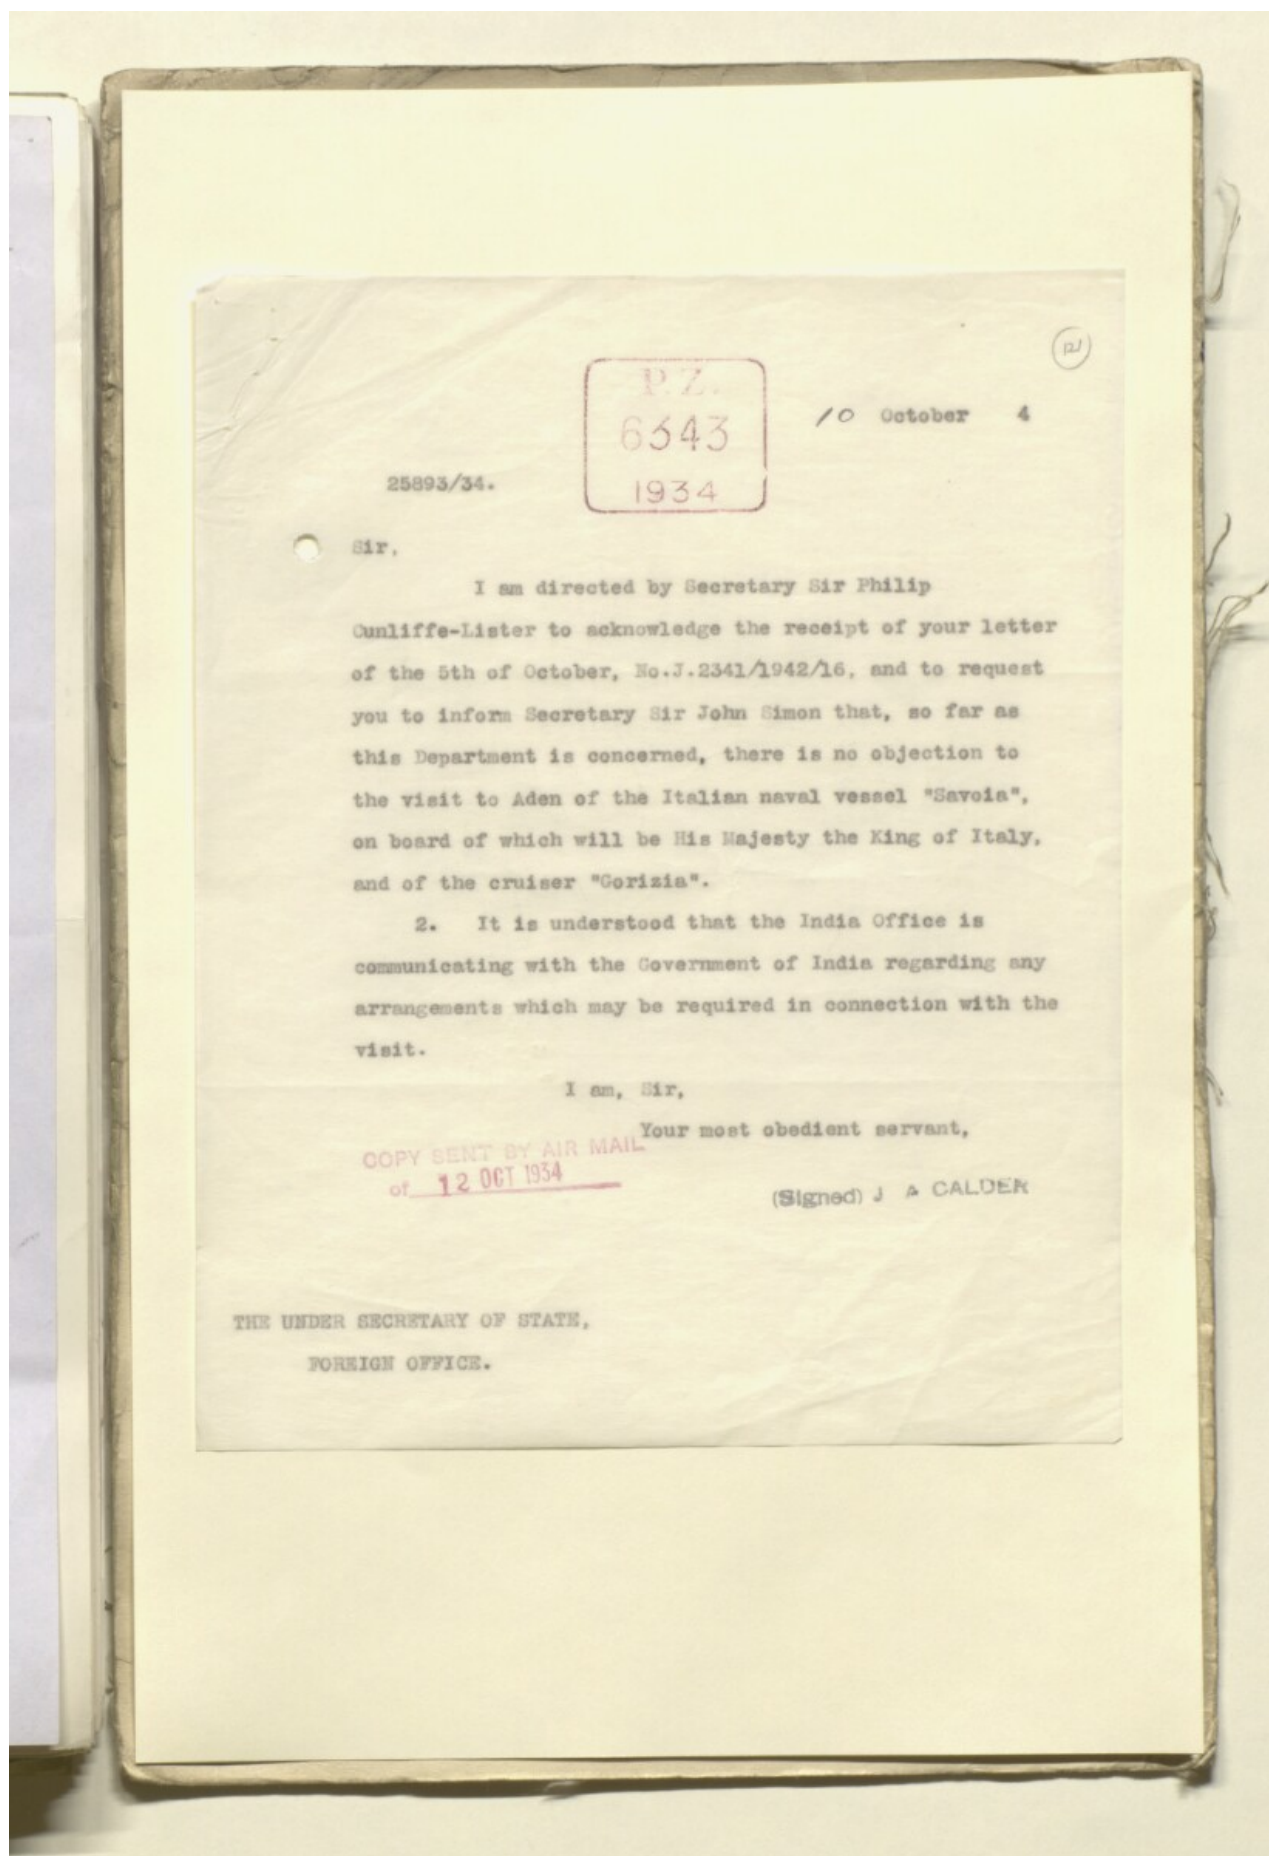 P.Z.
6343
1934
10 October 4
25893/34.
Sir,
I am directed by Secretary Sir Philip
Cunliffe-Lister to acknowledge the receipt of your letter
of the 5th of October, No.J.2341/1942/16, and to request
you to inform Secretary Sir John Simon that, so far as
this Department is concerned, there is no objection to
the visit to Aden of the Italian naval vessel "Savoia",
on board of which will be His Majesty the King of Italy,
and of the cruiser "Gorizia".
2. It is understood that the India Office is
communicating with the Government of India regarding any
arrangements which may be required in connection with the
visit.
I am, Sir,
Your most obedient servant,
COPY SENT BY AIR MAIL
of 12 OCT 1934
(Signed) J A CALDER
THE UNDER SECRETARY OF STATE,
FOREIGN OFFICE.